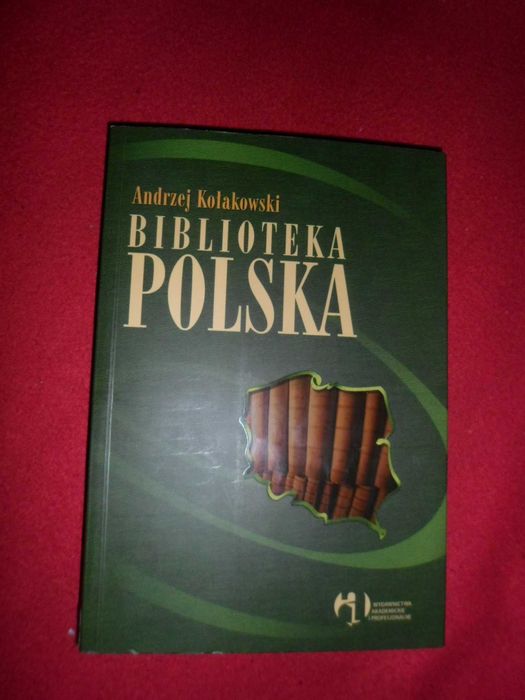 Andrzej Kołakowski
BIBLIOTEKA
POLSKA
WYDAWNICTWA
AKADEMICKIE
I PROFESJONALNE